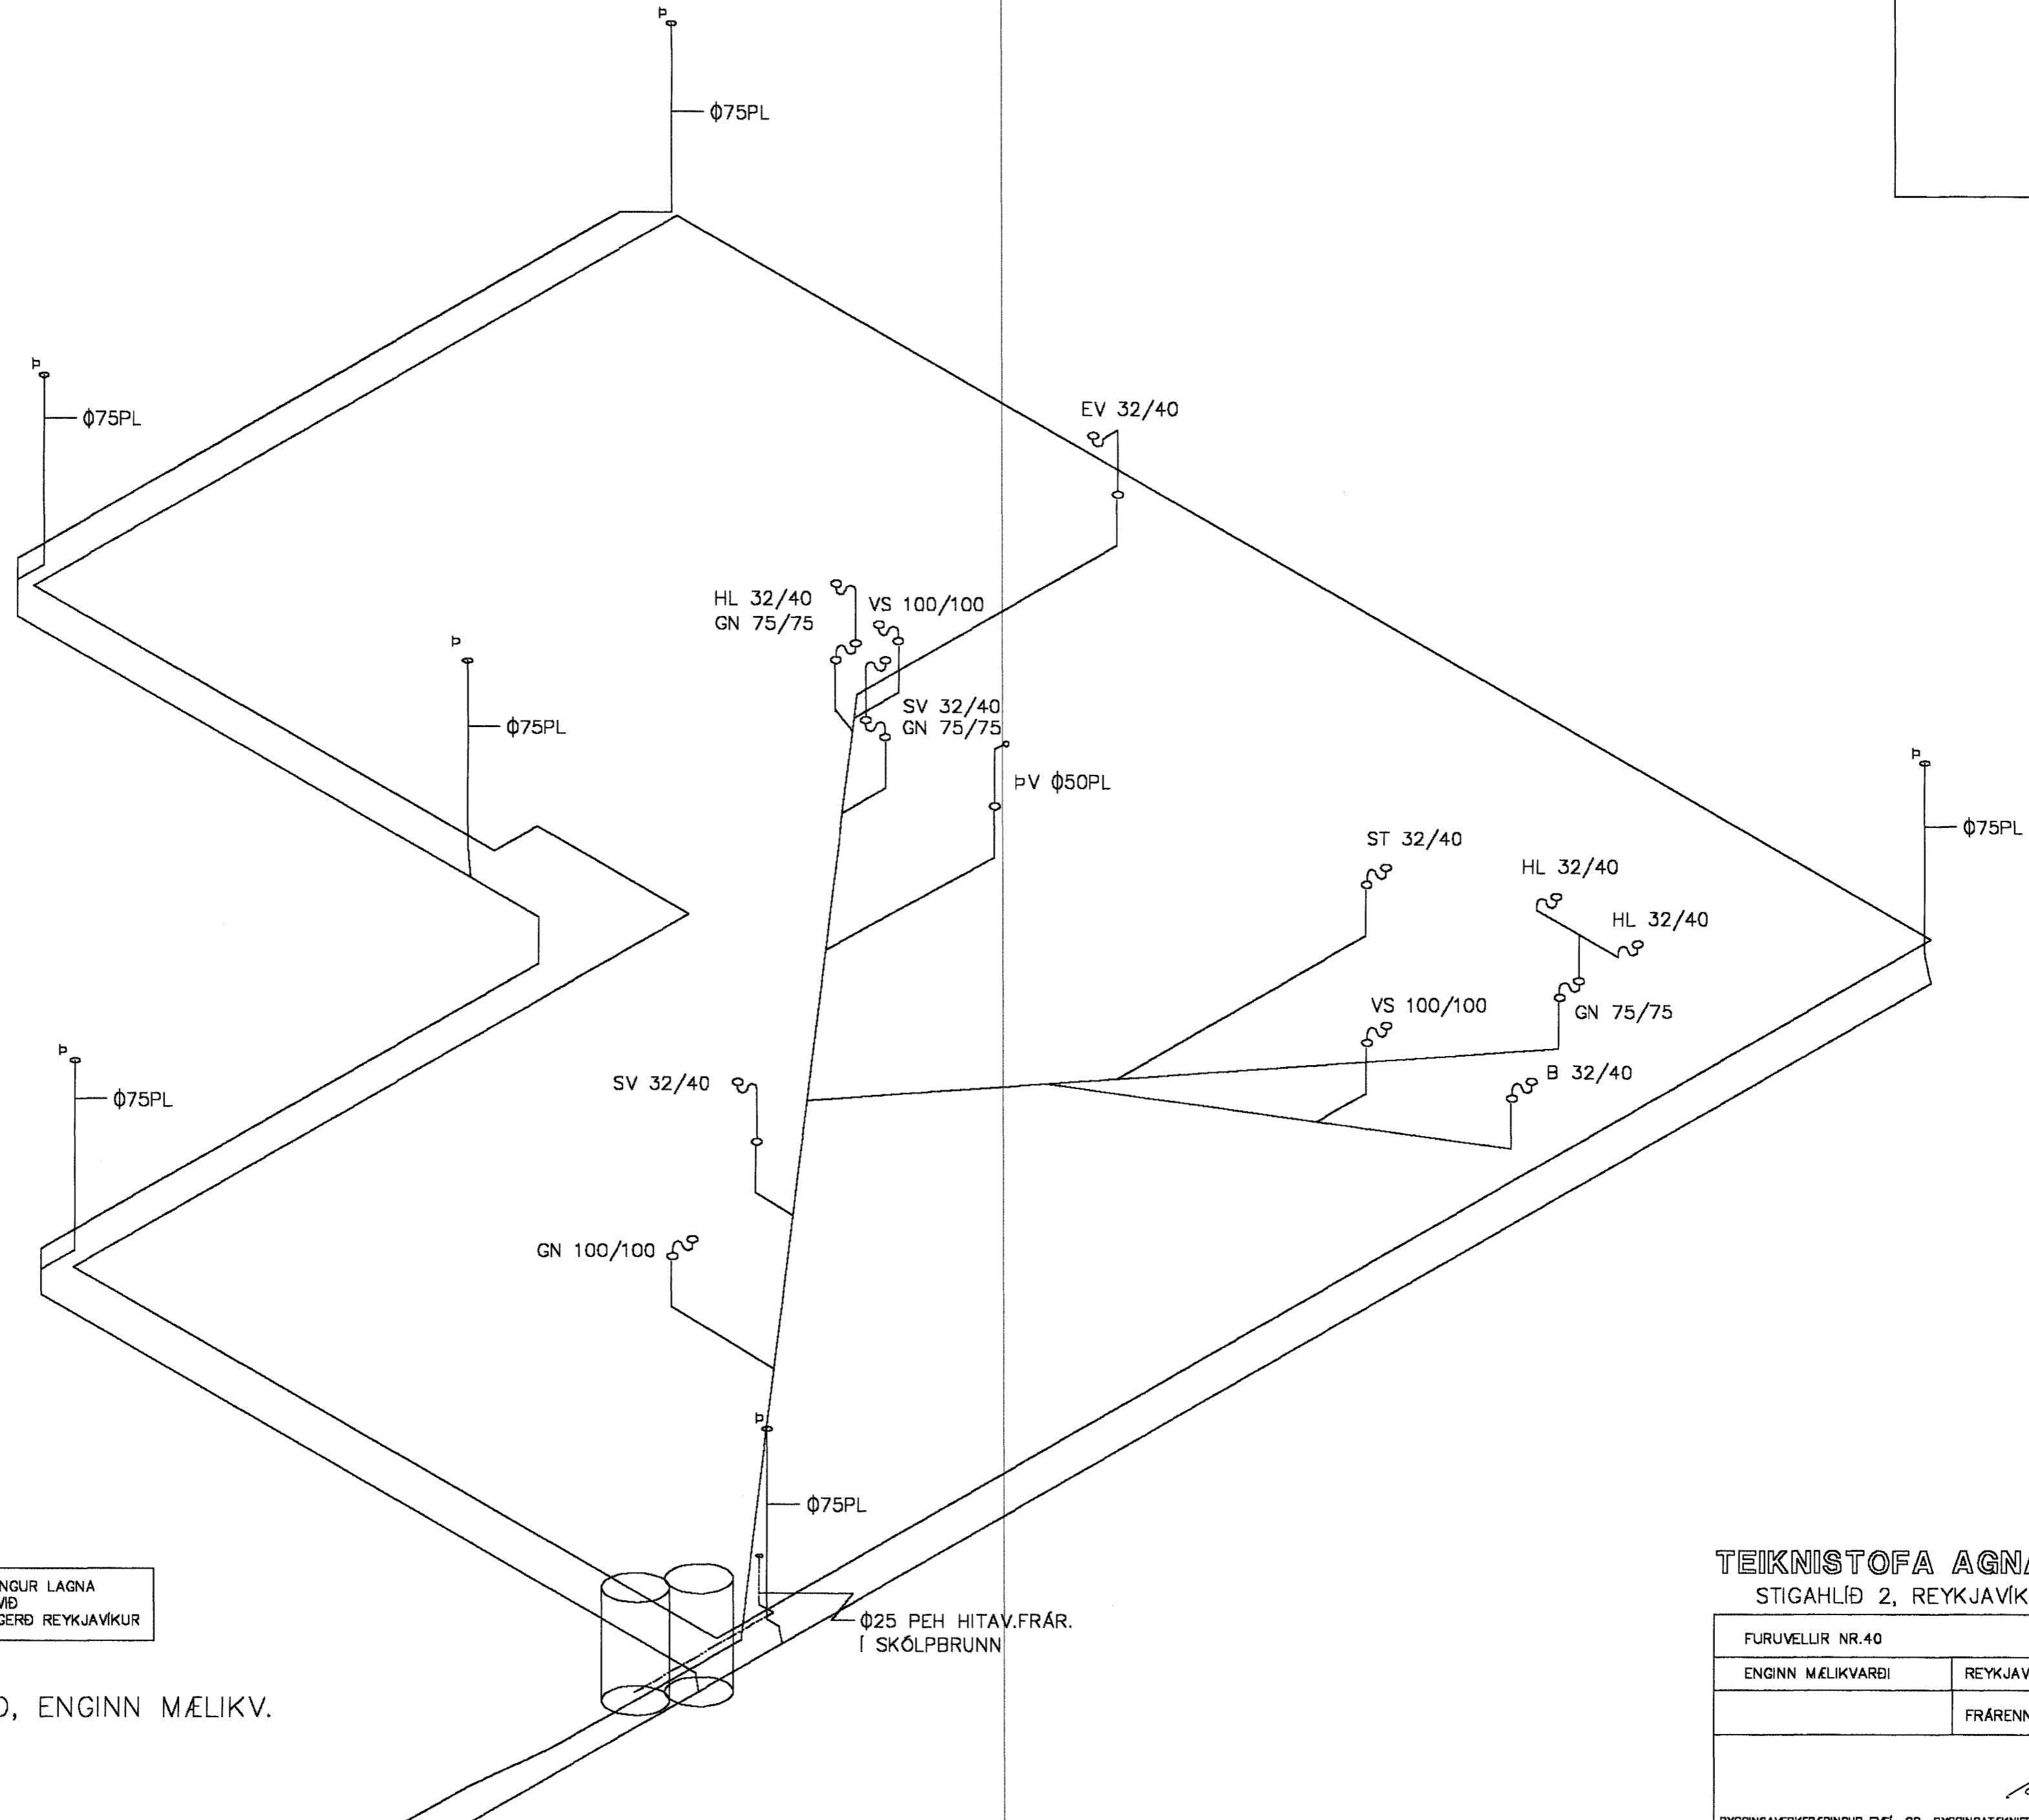 Þ
Φ75PL
Þ
Φ75PL
EV 32/40
HL 32/40
GN 75/75
VS 100/100
Þ
Φ75PL
SV 32/40
GN 75/75
ÞV Φ50PL
Þ
Φ75PL
ST 32/40
HL 32/40
HL 32/40
GN 75/75
VS 100/100
Þ
Φ75PL
SV 32/40
B 32/40
GN 100/100
Þ
Φ75PL
Φ25 PEH HITAV.FRÁR.
Í SKÓLPBRUNN
NGUR LAGNA
VIÐ
GERÐ REYKJAVÍKUR
, ENGINN MÆLIKV.
TEIKNISTOFA AGNA
STIGAHLÍÐ 2, REYKJAVÍK
FURUVELLIR NR.40
ENGINN MÆLIKVARÐI
REYKJAV
FRÁRENN